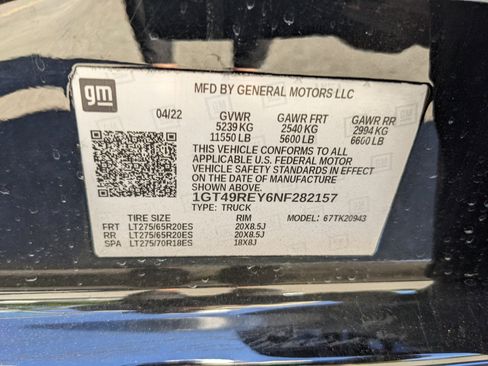 gm
MFD BY GENERAL MOTORS LLC
04/22 GVWR GAWR FRT GAWR RR
5239 KG 2540 KG 2994 KG
11550 LB 5600 LB 6600 LB
THIS VEHICLE CONFORMS TO ALL
APPLICABLE U.S. FEDERAL MOTOR
VEHICLE SAFETY STANDARDS IN EFFECT
ON THE DATE OF MANUFACTURE SHOWN ABOVE.
1GT49REY6NF282157
TYPE: TRUCK MODEL: 67TK20943
TIRE SIZE RIM
FRT LT275/65R20ES 20X8.5J
RR LT275/65R20ES 20X8.5J
SPA LT275/70R18ES 18X8J